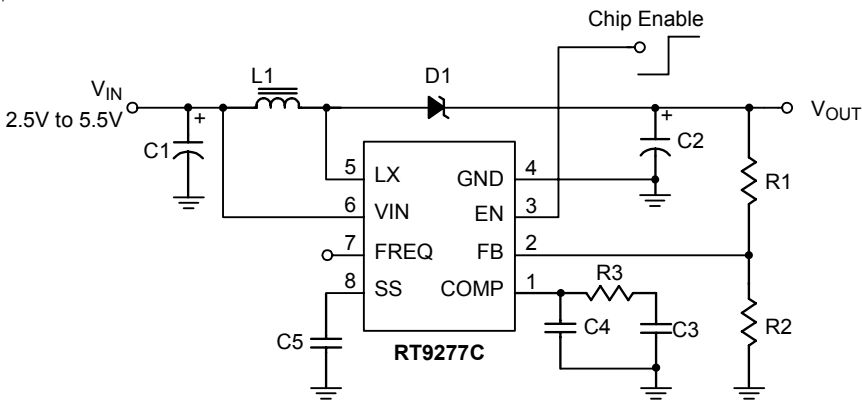 Chip Enable
L1
D1
V_IN
2.5V to 5.5V
+
+
V_OUT
C1
C2
R1
5
LX
GND
4
6
VIN
EN
3
7
FREQ
FB
2
8
SS
COMP
1
R3
C5
C4
C3
R2
RT9277C